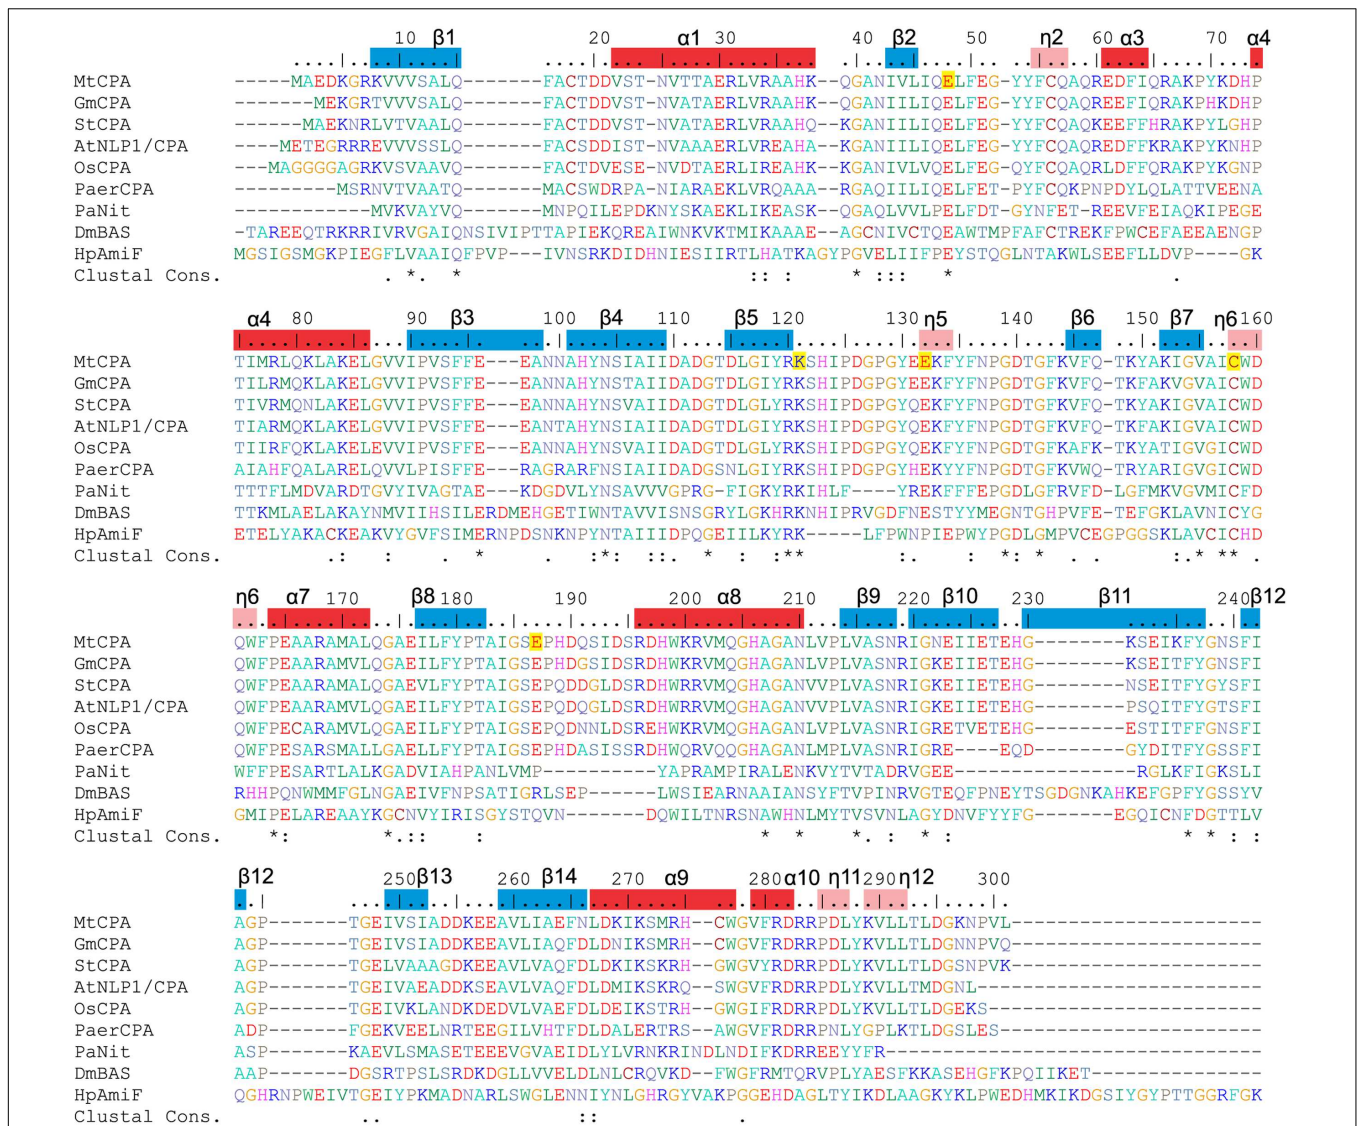 10 β1 20 α1 30 40 β2 50 η2 60 α3 70 α4
MtCPA -----MAEDKGRKVVVSALQ-------FACTDDVST-NVTTAERLVRAAHK--QGANIVLIQELFEG-YYFCQAQREDFIQRAKPYKDHP
GmCPA -------MEKGRTVVVSALQ-------FACTDDVST-NVATAERLVRAAHK--QGANIILIQELFEG-YYFCQAQREDFIQRAKPHKDHP
StCPA ------MAEKNRLVTVAALQ-------FACTDDVST-NVATAERLVRAAHQ--KGANIILIQELFEG-YYFCQAQKEEFFHRAKPYLGHP
AtNLP1/CPA ----METEGRRREVVVSSLQ-------FACSDDIST-NVAAAERLVREAHA--KGANIILIQELFEG-YYFCQAQREDFFKRAKPYKNHP
OsCPA ---MAGGGGAGRKVSVAAVQ-------FACTDVESE-NVDTAERLIREAHK--KGANIVLVQELFEG-QYFCQAQRLDFFQRAKPYKGNP
PaerCPA ---------MSRNVTVAATQ-------MACSWDRPA-NIARAEKLVRQAAA--RGAQIILIQELFET-PYFCQKPNPDYLQLATTVEENA
PaNit ------------MVKVAYVQ-------MNPQILEPDKNYSKAEKLIKEASK--QGAQLVVLPELFDT-GYNFET-REEVFEIAQKIPEGE
DmBAS -TAREEQTRKRRIVRVGAIQNSIVIPTTAPIEKQREAIWNKVKTMIKAAAE--AGCNIVCTQEAWTMPFAFCTREKFPWCEFAEEAENGP
HpAmiF MGSIGSMGKPIEGFLVAAIQFPVP---IVNSRKDIDHNIESIIRTLHATKAGYPGVELIIFPEYSTQGLNTAKWLSEEFLLDVP----GK
Clustal Cons. .*. * ::.  * ::: * .
α4 80 90 β3 100 β4 110 β5 120 130 η5 140 β6 150 β7 η6 160
MtCPA TIMRLQKLAKELGVVIPVSFFE---EANNAHYNSIAIIDADGTDLGIYRKSHIPDGPGYEEKFYFNPGDTGFKVFQ-TKYAKIGVAICWD
GmCPA TILRMQKLAKELGVVIPVSFFE---EANNAHYNSIAIIDADGTDLGIYRKSHIPDGPGYEEKFYFNPGDTGFKVFQ-TKYAKIGVAICWD
StCPA TIVRMQNLAKELGVVIPVSFFE---EANNAHYNSVAIIDADGTDLGLYRKSHIPDGPGYQEKFYFNPGDTGFKVFQ-TKYAKIGVAICWD
AtNLP1/CPA TIARMQKLAKELGVVIPVSFFE---EANTAHYNSVAIIDADGTDLGIYRKSHIPDGPGYQEKFYFNPGDTGFKVFQ-TKFAKIGVAICWD
OsCPA TIIRFQKLAKELEVVIPVSFFE---EANNAHYNSVAIIDADGTDLGLYRKSHIPDGPGYQEKFYFNPGDTGFKAFK-TKYATIGVGICWD
PaerCPA AIAHFQALARELQVVLPISFFE---RAGRARFNSIAIIDADGSNLGIYRKSHIPDGPGYHEKYYFNPGDTGFKVWQ-TRYARIGVGICWD
PaNit TTTFLMDVARDTGVYIVAGTAE---KDGDVLYNSAVVVGPRG-FIGKYRKIHLF----YREKFFFEPGDLGFRVFD-LGFMKVGVMICFD
DmBAS TTKMLAELAKAYNMVIIHSILERDMEHGETIWNTAVVISNSGRYLGKHRKNHIPRVGDFNESTYYMEGNTGHPVFE-TEFGKLAVNICYG
HpAmiF ETELYAKACKEAKVYGVFSIMERNPDSNKNPYNTAIIIDPQGEIILKYRK-----LFPWNPIEPWYPGDLGMPVCEGPGGSKLAVCICHD
Clustal Cons. .: . * .:*: :: * . :** : . . *. * . . :.* ** .
η6 α7 170 β8 180 190 200 α8 210 β9 220 β10 230 β11 240 β12
MtCPA QWFPEAARAMALQGAEILFYPTAIGSEPHDQSIDSRDHWKRVMQGHAGANLVPLVASNRIGNEIIETEHG--------KSEIKFYGNSFI
GmCPA QWFPEAARAMVLQGAEILFYPTAIGSEPHDQSIDSRDHWKRVMQGHAGANLVPLVASNRIGKEIIETEHG--------KSEITFYGNSFI
StCPA QWFPEAARAMVLQGAEVLFYPTAIGSEPQDDGLDSRDHWRRVMQGHAGANVVPLVASNRIGKEIIETEHG--------NSEITFYGYSFI
AtNLP1/CPA QWFPEAARAMVLQGAEILFYPTAIGSEPQDQGLDSRDHWRRVMQGHAGANVVPLVASNRIGKEIIETEHG--------PSQITFYGTSFI
OsCPA QWFPECARAMVLQGAEILFYPTAIGSEPQDNNLDSREHWKRVMQGHAGANLVPLVASNRIGRETVETEHG--------ESTITFFGNSFI
PaerCPA QWFPESARSMALLGAELLFYPTAIGSEPHDASISSRDHWQRVQQGHAGANLMPLVASNRIGRE----EQD--------GYDITFYGSSFI
PaNit WFFPESARTLALKGADVIAHPANLVMP----------YAPRAMPIRALENKVYTVTADRVGEE----------------RGLKFIGKSLI
DmBAS RHHPQNWMMFGLNGAEIVFNPSATIGRLSEP------LWSIEARNAAIANSYFTVPINRVGTEQFPNEYTSGDGNKAHKEFGPFYGSSYV
HpAmiF GMIPELAREAAYKGCNVYIRISGYSTQVN-------DQWILTNRSNAWHNLMYTVSVNLAGYDNVFYYFG-------EGQICNFDGTTLV
Clustal Cons. *: *.:: : * * * : *. * * : :
β12 250 β13 260 β14 270 α9 280 α10 η11 290 η12 300
MtCPA AGP-------TGEIVSIADDKEEAVLIAEFNLDKIKSMRH--CWGVFRDRRPDLYKVLLTLDGKNPVL----------------------
GmCPA AGP-------TGEIVSIADDKEEAVLIAQFNLDNIKSMRH--CWGVFRDRRPDLYKVLLTLDGNNPVQ----------------------
StCPA AGP-------TGELVAAAGDKEEAVLVAQFDLDKIKSKRH--GWGVYRDRRPDLYKVLLTLDGSNPVK----------------------
AtNLP1/CPA AGP-------TGEIVAEADDKSEAVLVAQFDLDMIKSKRQ--SWGVFRDRRPDLYKVLLTMDGNL-------------------------
OsCPA AGP-------TGEIVKLANDKDEDVLVAEFDLDEIKSTRH--GWGIFRDRRPDLYKVLLTLDGEKS------------------------
PaerCPA ADP-------FGEKVEELNRTEEGILVHTFDLDALERTRS--AWGVFRDRRPNLYGPLKTLDGSLES-----------------------
PaNit ASP-------KAEVLSMASETEEEVGVAEIDLYLVRNKRINDLNDIFKDRREEYYFR---------------------------------
DmBAS AAP-------DGSRTPSLSRDKDGLLVVELDLNLCRQVKD--FWGFRMTQRVPLYAESFKKASEHGFKPQIIKET---------------
HpAmiF QGHRNPWEIVTGEIYPKMADNARLSWGLENNIYNLGHRGYVAKPGGEHDAGLTYIKDLAAGKYKLPWEDHMKIKDGSIYGYPTTGGRFGK
Clustal Cons. .. :: .